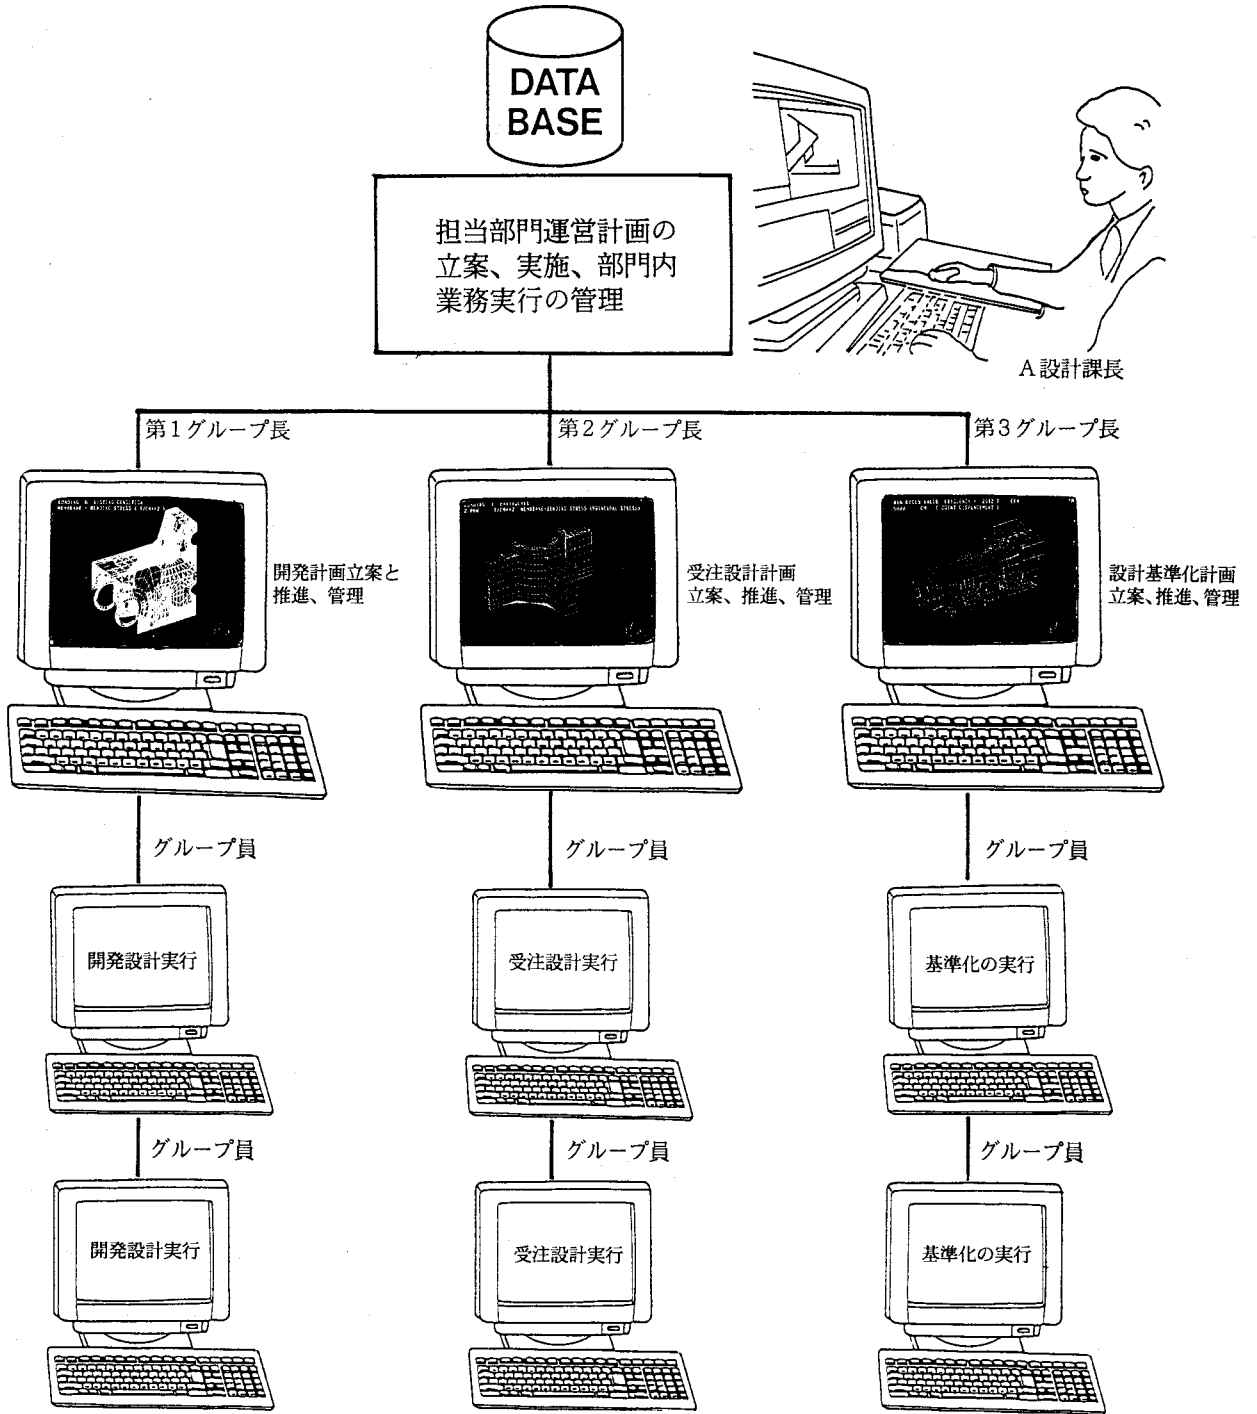 DATA
BASE
担当部門運営計画の
立案、実施、部門内
業務実行の管理
A設計課長
第1グループ長
第2グループ長
第3グループ長
開発計画立案と
推進、管理
受注設計計画
立案、推進、管理
設計基準化計画
立案、推進、管理
グループ員
グループ員
グループ員
開発設計実行
受注設計実行
基準化の実行
グループ員
グループ員
グループ員
開発設計実行
受注設計実行
基準化の実行